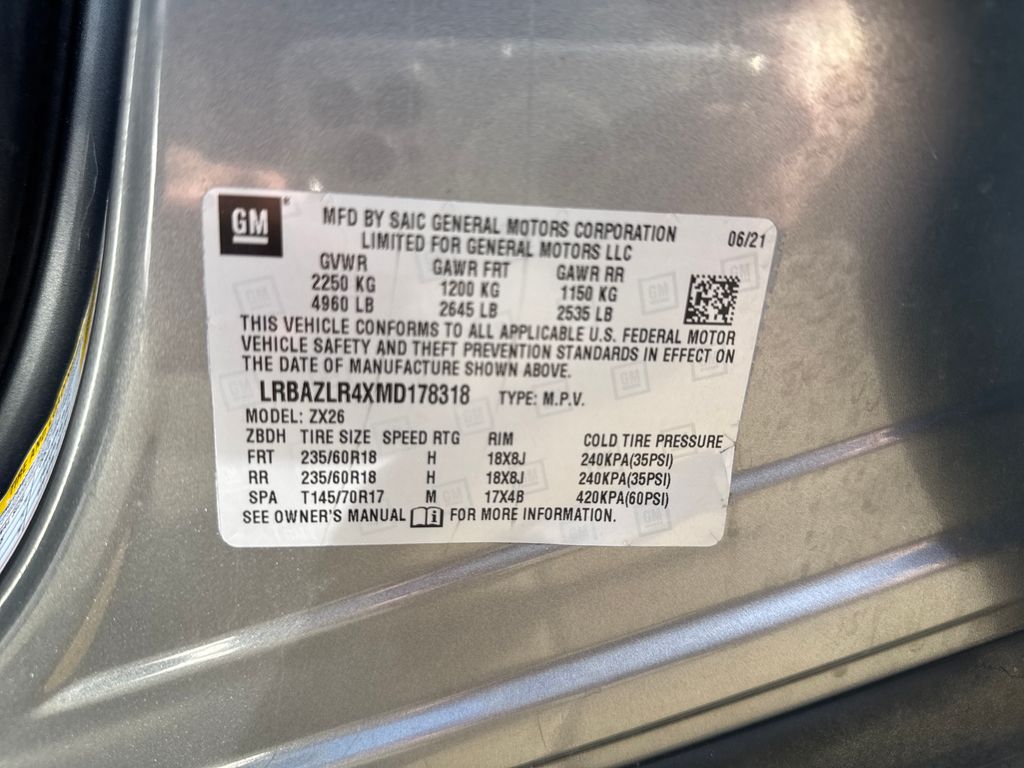 GM
®
MFD BY SAIC GENERAL MOTORS CORPORATION
LIMITED FOR GENERAL MOTORS LLC
06/21
GVWR GAWR FRT GAWR RR
2250 KG 1200 KG 1150 KG
4960 LB 2645 LB 2535 LB
THIS VEHICLE CONFORMS TO ALL APPLICABLE U.S. FEDERAL MOTOR
VEHICLE SAFETY AND THEFT PREVENTION STANDARDS IN EFFECT ON
THE DATE OF MANUFACTURE SHOWN ABOVE.
LRBAZLR4XMD178318 TYPE: M.P.V.
MODEL: ZX26
ZBDH TIRE SIZE SPEED RTG RIM COLD TIRE PRESSURE
FRT 235/60R18 H 18X8J 240KPA(35PSI)
RR 235/60R18 H 18X8J 240KPA(35PSI)
SPA T145/70R17 M 17X4B 420KPA(60PSI)
SEE OWNER'S MANUAL FOR MORE INFORMATION.